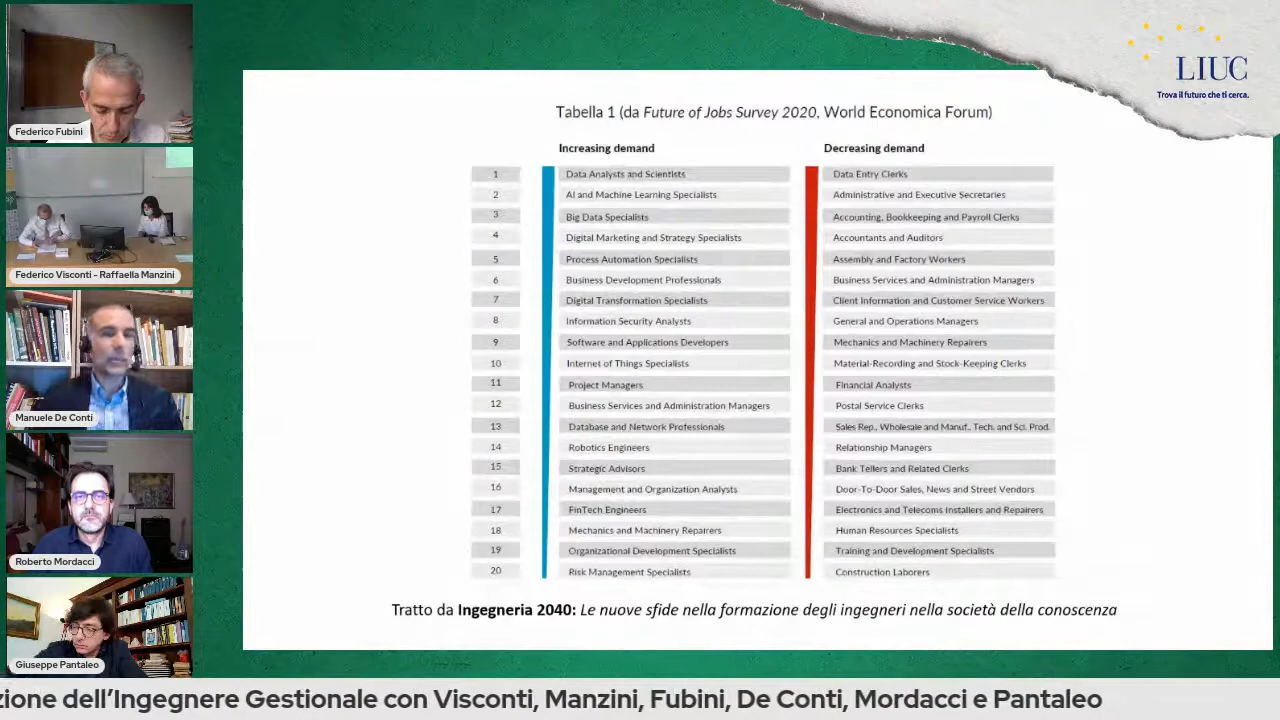 LIUC
Trova il futuro che ti cerca.
Federico Fubini
Federico Visconti - Raffaella Manzini
Manuele De Conti
Roberto Mordacci
Giuseppe Pantaleo
Tabella 1 (da Future of Jobs Survey 2020, World Economica Forum)
Increasing demand Decreasing demand
1 Data Analysts and Scientists Data Entry Clerks
2 AI and Machine Learning Specialists Administrative and Executive Secretaries
3 Big Data Specialists Accounting, Bookkeeping and Payroll Clerks
4 Digital Marketing and Strategy Specialists Accountants and Auditors
5 Process Automation Specialists Assembly and Factory Workers
6 Business Development Professionals Business Services and Administration Managers
7 Digital Transformation Specialists Client Information and Customer Service Workers
8 Information Security Analysts General and Operations Managers
9 Software and Applications Developers Mechanics and Machinery Repairers
10 Internet of Things Specialists Material-Recording and Stock-Keeping Clerks
11 Project Managers Financial Analysts
12 Business Services and Administration Managers Postal Service Clerks
13 Database and Network Professionals Sales Rep., Wholesale and Manuf., Tech. and Sci. Prod.
14 Robotics Engineers Relationship Managers
15 Strategic Advisors Bank Tellers and Related Clerks
16 Management and Organization Analysts Door-To-Door Sales, News and Street Vendors
17 FinTech Engineers Electronics and Telecoms Installers and Repairers
18 Mechanics and Machinery Repairers Human Resources Specialists
19 Organizational Development Specialists Training and Development Specialists
20 Risk Management Specialists Construction Laborers
Tratto da Ingegneria 2040: Le nuove sfide nella formazione degli ingegneri nella società della conoscenza
zione dell’Ingegnere Gestionale con Visconti, Manzini, Fubini, De Conti, Mordacci e Pantaleo